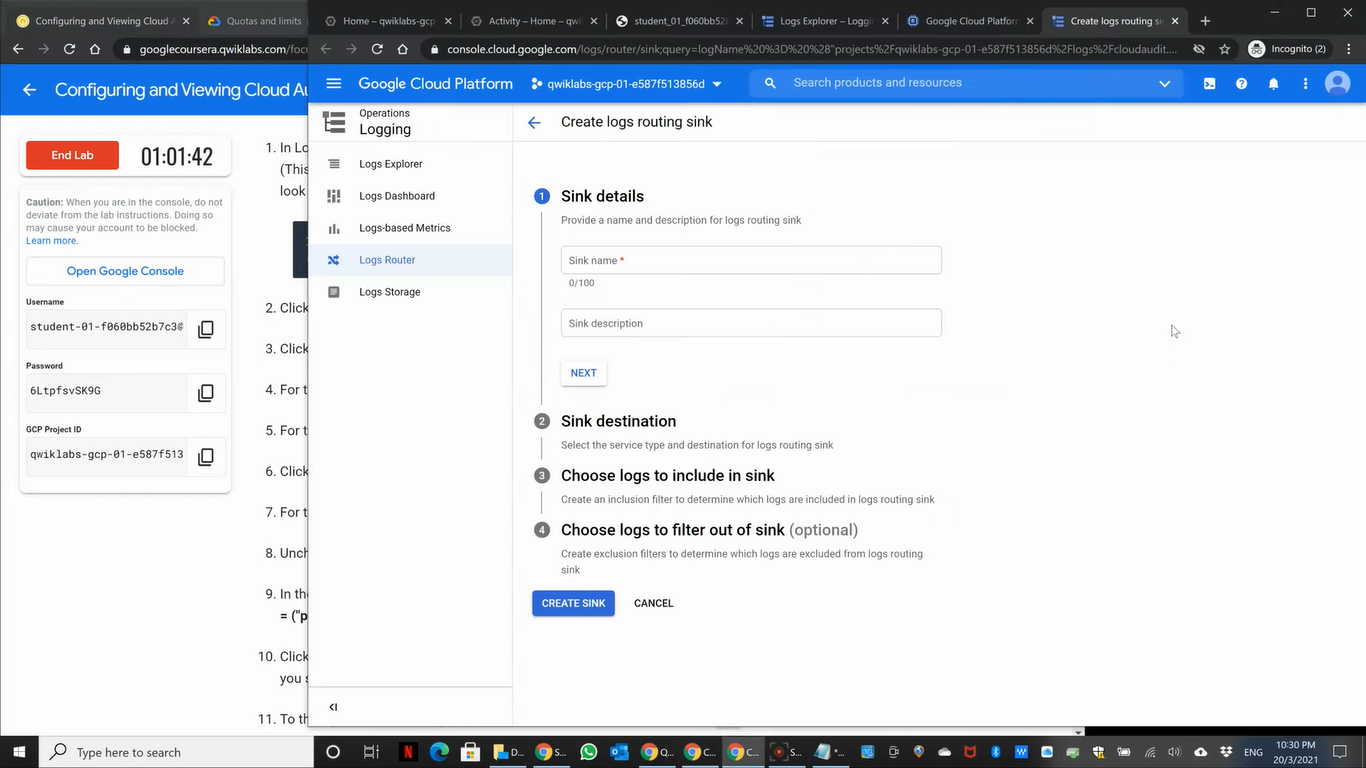 Configuring and Viewing Cloud A
Quotas and limits
Home – qwiklabs-gcp
Activity – Home – qwi
student_01_f060bb52b
Logs Explorer – Loggi
Google Cloud Platform
Create logs routing si
googlecoursera.qwiklabs.com/foc
console.cloud.google.com/logs/router/sink;query=logName%20%3D%20%28"projects%2Fqwiklabs-gcp-01-e587f513856d%2Flogs%2Fcloudaudit....
Incognito (2)
Configuring and Viewing Cloud Au
Google Cloud Platform
qwiklabs-gcp-01-e587f513856d
Search products and resources
End Lab
01:01:42
Caution: When you are in the console, do not
deviate from the lab instructions. Doing so
may cause your account to be blocked.
Learn more.
Open Google Console
Username
student-01-f060bb52b7c3@
Password
6LtpfsvSK9G
GCP Project ID
qwiklabs-gcp-01-e587f513
1. In Lo
(This
look
2. Click
3. Click
4. For t
5. For t
6. Click
7. For t
8. Unch
9. In the
= ("p
10. Click
you s
11. To th
Operations
Logging
Logs Explorer
Logs Dashboard
Logs-based Metrics
Logs Router
Logs Storage
Create logs routing sink
1 Sink details
Provide a name and description for logs routing sink
Sink name *
0/100
Sink description
NEXT
2 Sink destination
Select the service type and destination for logs routing sink
3 Choose logs to include in sink
Create an inclusion filter to determine which logs are included in logs routing sink
4 Choose logs to filter out of sink (optional)
Create exclusion filters to determine which logs are excluded from logs routing
sink
CREATE SINK
CANCEL
Type here to search
D...
S...
Q...
C...
C...
S...
*...
ENG
10:30 PM
20/3/2021